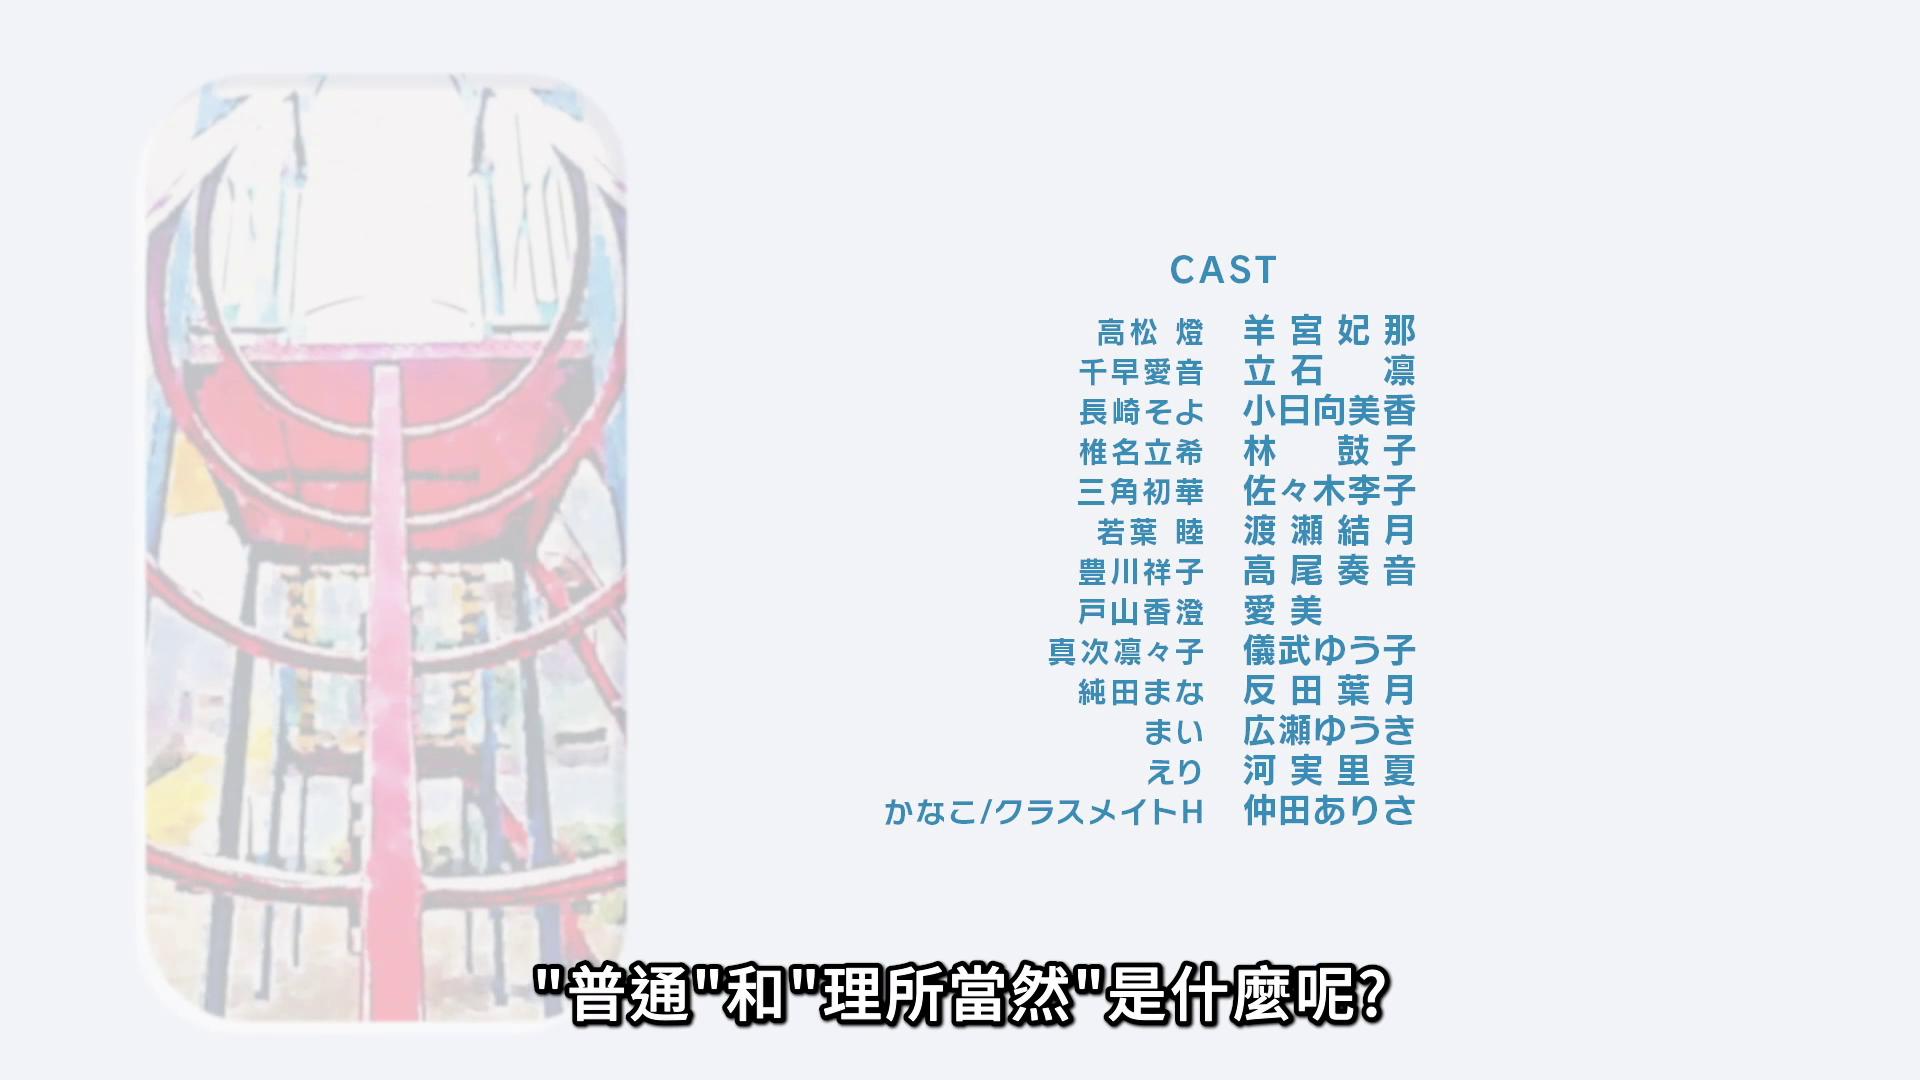 CAST
高松 燈 羊宮妃那
千早愛音 立石 凛
長崎そよ 小日向美香
椎名立希 林 鼓子
三角初華 佐々木李子
若葉 睦 渡瀬結月
豊川祥子 高尾奏音
戸山香澄 愛美
真次凛々子 儀武ゆう子
純田まな 反田葉月
まい 広瀬ゆうき
えり 河実里夏
かなこ/クラスメイトH 仲田ありさ
"普通"和"理所當然"是什麼呢?